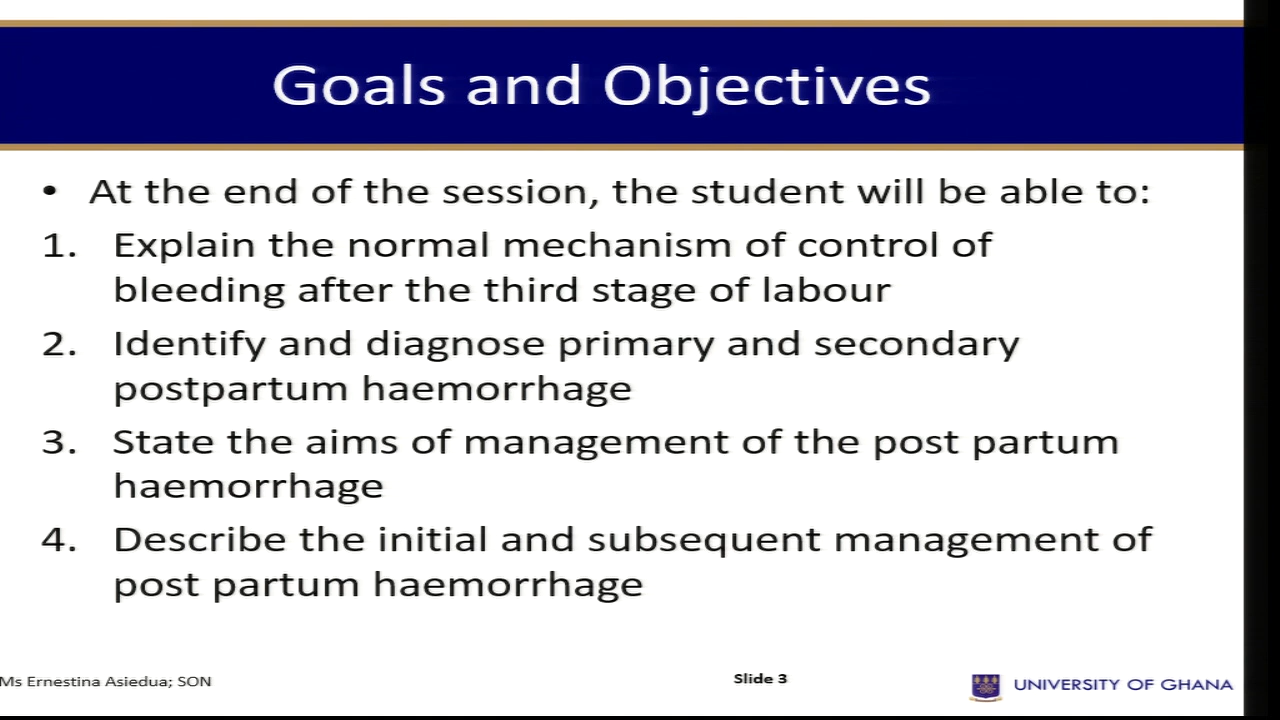 Goals and Objectives
• At the end of the session, the student will be able to:
1. Explain the normal mechanism of control of
bleeding after the third stage of labour
2. Identify and diagnose primary and secondary
postpartum haemorrhage
3. State the aims of management of the post partum
haemorrhage
4. Describe the initial and subsequent management of
post partum haemorrhage
Ms Ernestina Asiedua; SON
Slide 3
UNIVERSITY OF GHANA